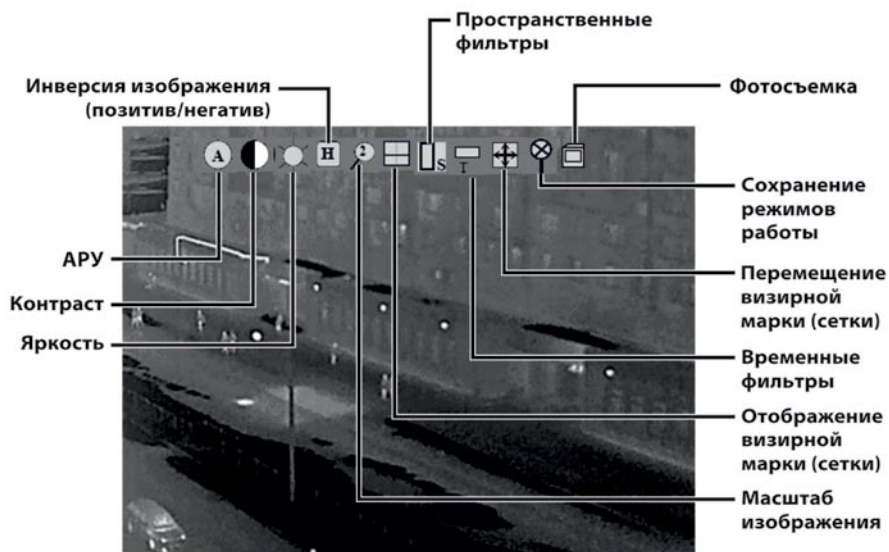 Пространственные
фильтры
Инверсия изображения
(позитив/негатив)
Фотосъемка
A
H
2
S
T
Сохранение
режимов
работы
АРУ
Перемещение
визирной
марки (сетки)
Контраст
Яркость
Временные
фильтры
Отображение
визирной
марки (сетки)
Масштаб
изображения